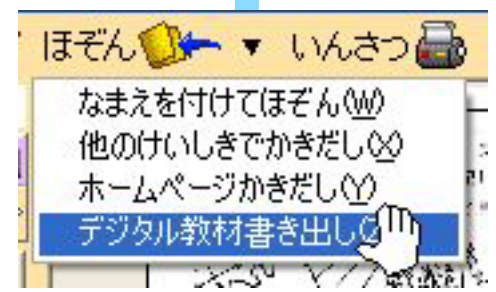 ほぞん ▼ いんさつ
なまえを付けてほぞん(W)
他のけいしきでかきだし(X)
ホームページかきだし(Y)
デジタル教材書き出し